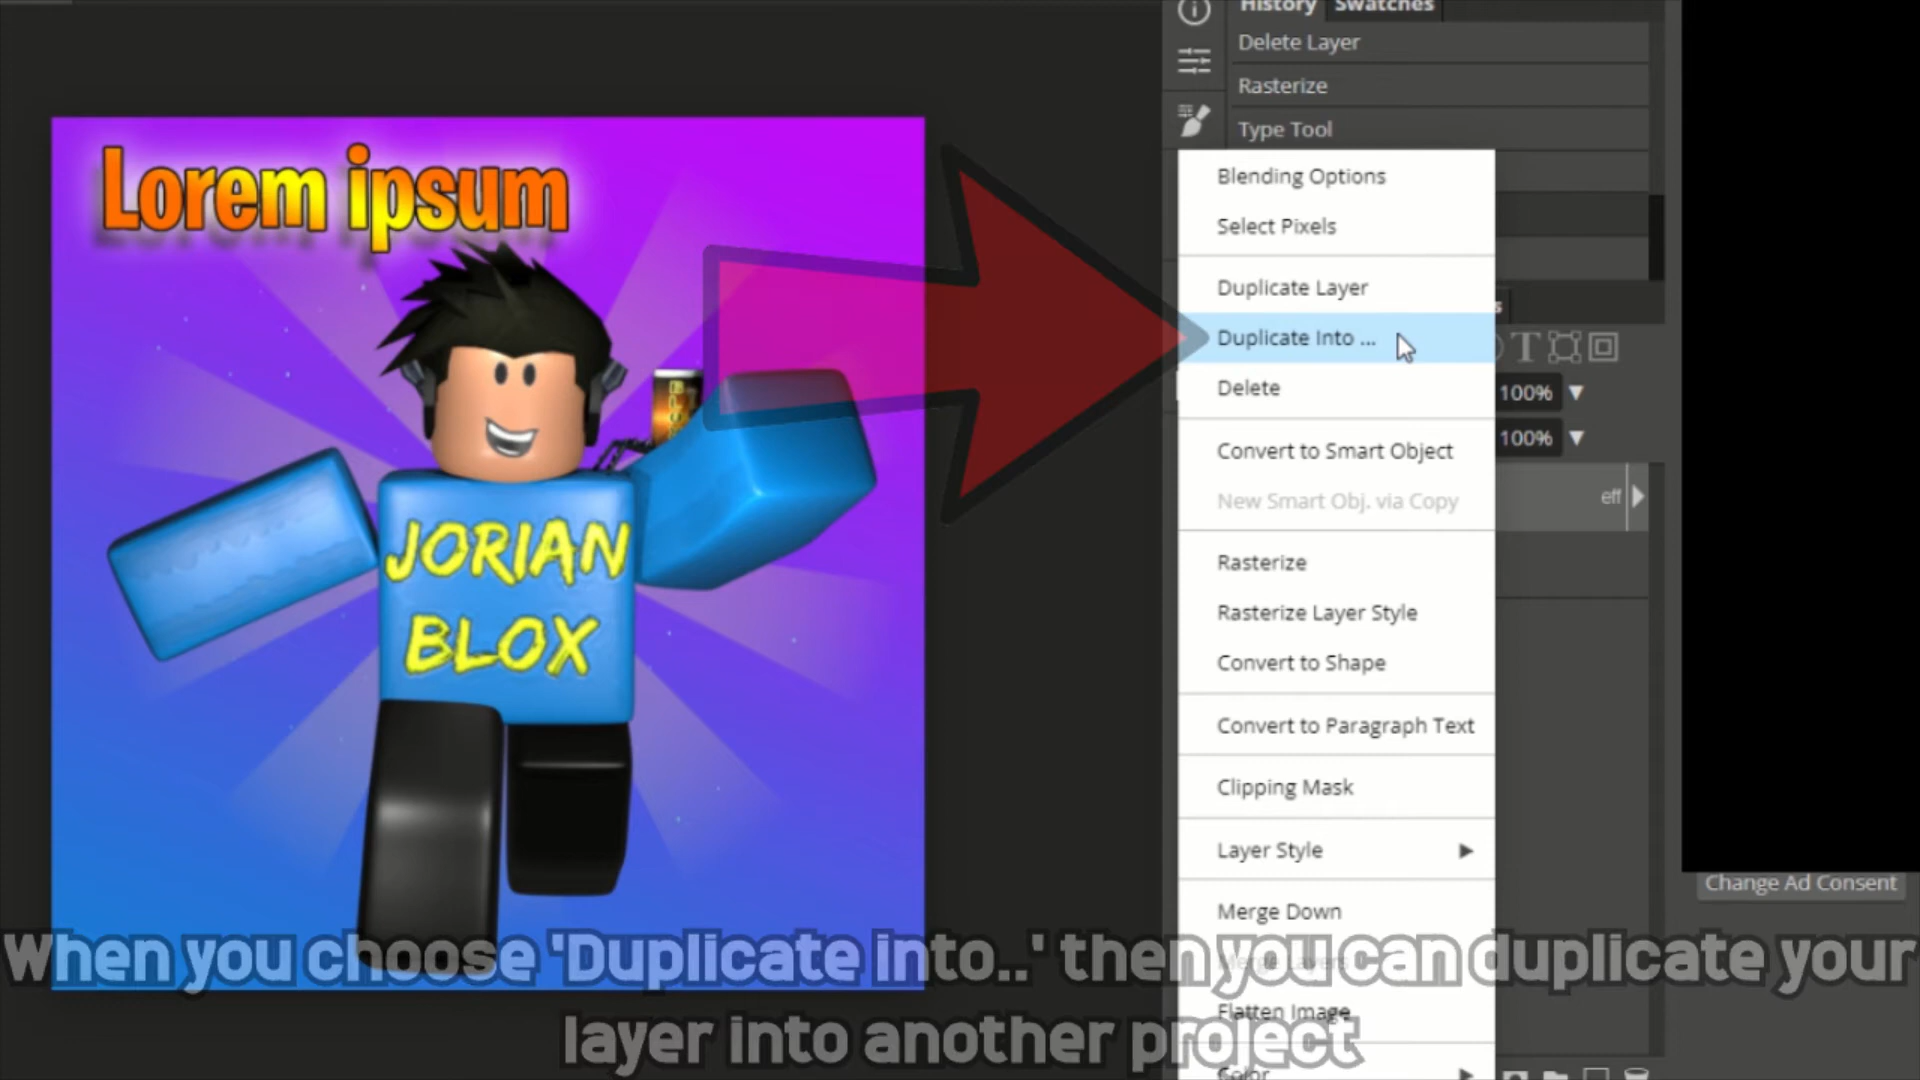 History Swatches
Delete Layer
Rasterize
Type Tool
Lorem ipsum
JORIAN
BLOX
Blending Options
Select Pixels
Duplicate Layer
Duplicate Into ...
Delete
Convert to Smart Object
New Smart Obj. via Copy
Rasterize
Rasterize Layer Style
Convert to Shape
Convert to Paragraph Text
Clipping Mask
Layer Style
Merge Down
Merge Layers
Flatten Image
Color
T
100%
100%
eff
Change Ad Consent
When you choose 'Duplicate into..' then you can duplicate your
layer into another project